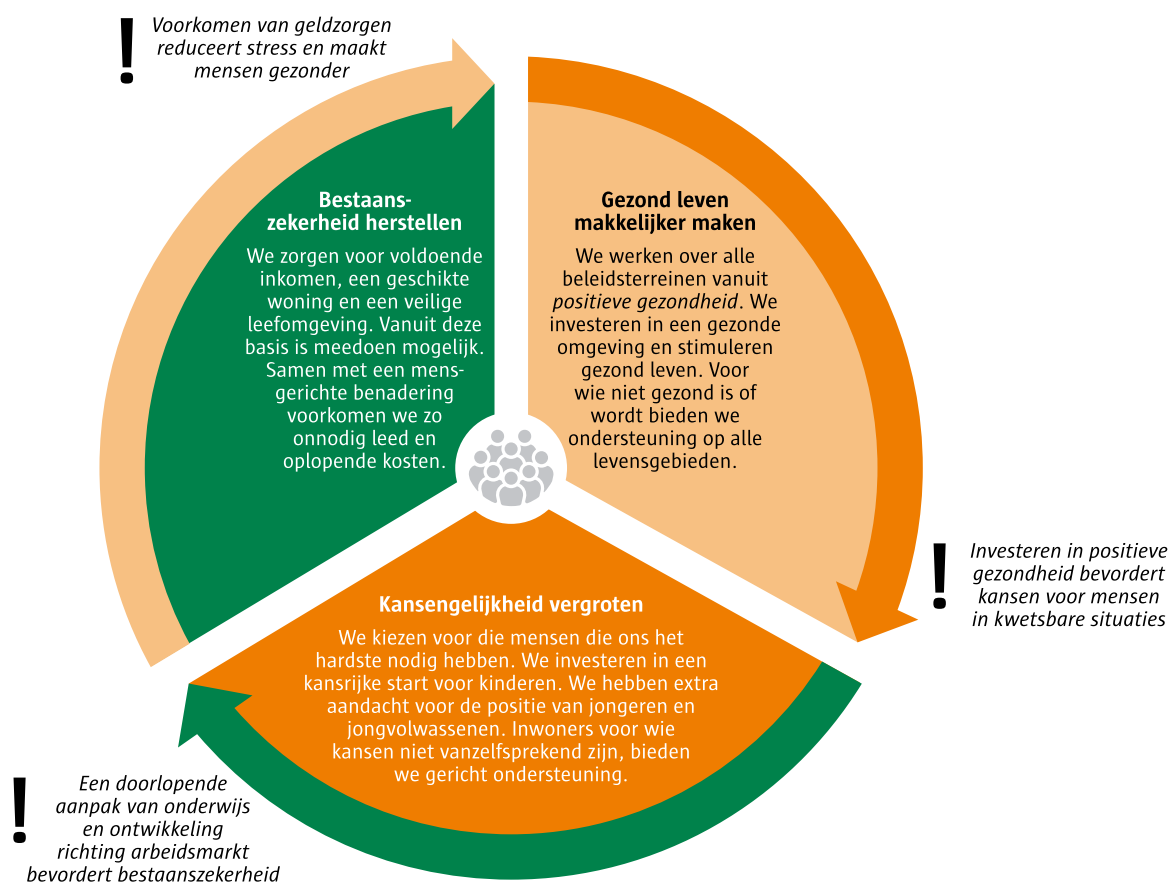 ! Voorkomen van geldzorgen
reduceert stress en maakt
mensen gezonder
Bestaans-
zekerheid herstellen
We zorgen voor voldoende
inkomen, een geschikte
woning en een veilige
leefomgeving. Vanuit deze
basis is meedoen mogelijk.
Samen met een mens-
gerichte benadering
voorkomen we zo
onnodig leed en
oplopende kosten.
Gezond leven
makkelijker maken
We werken over alle
beleidsterreinen vanuit
positieve gezondheid. We
investeren in een gezonde
omgeving en stimuleren
gezond leven. Voor
wie niet gezond is of
wordt bieden we
ondersteuning op alle
levensgebieden.
! Investeren in positieve
gezondheid bevordert
kansen voor mensen
in kwetsbare situaties
Kansengelijkheid vergroten
We kiezen voor die mensen die ons het
hardste nodig hebben. We investeren in een
kansrijke start voor kinderen. We hebben extra
aandacht voor de positie van jongeren en
jongvolwassenen. Inwoners voor wie
kansen niet vanzelfsprekend zijn, bieden
we gericht ondersteuning.
! Een doorlopende
aanpak van onderwijs
en ontwikkeling
richting arbeidsmarkt
bevordert bestaanszekerheid